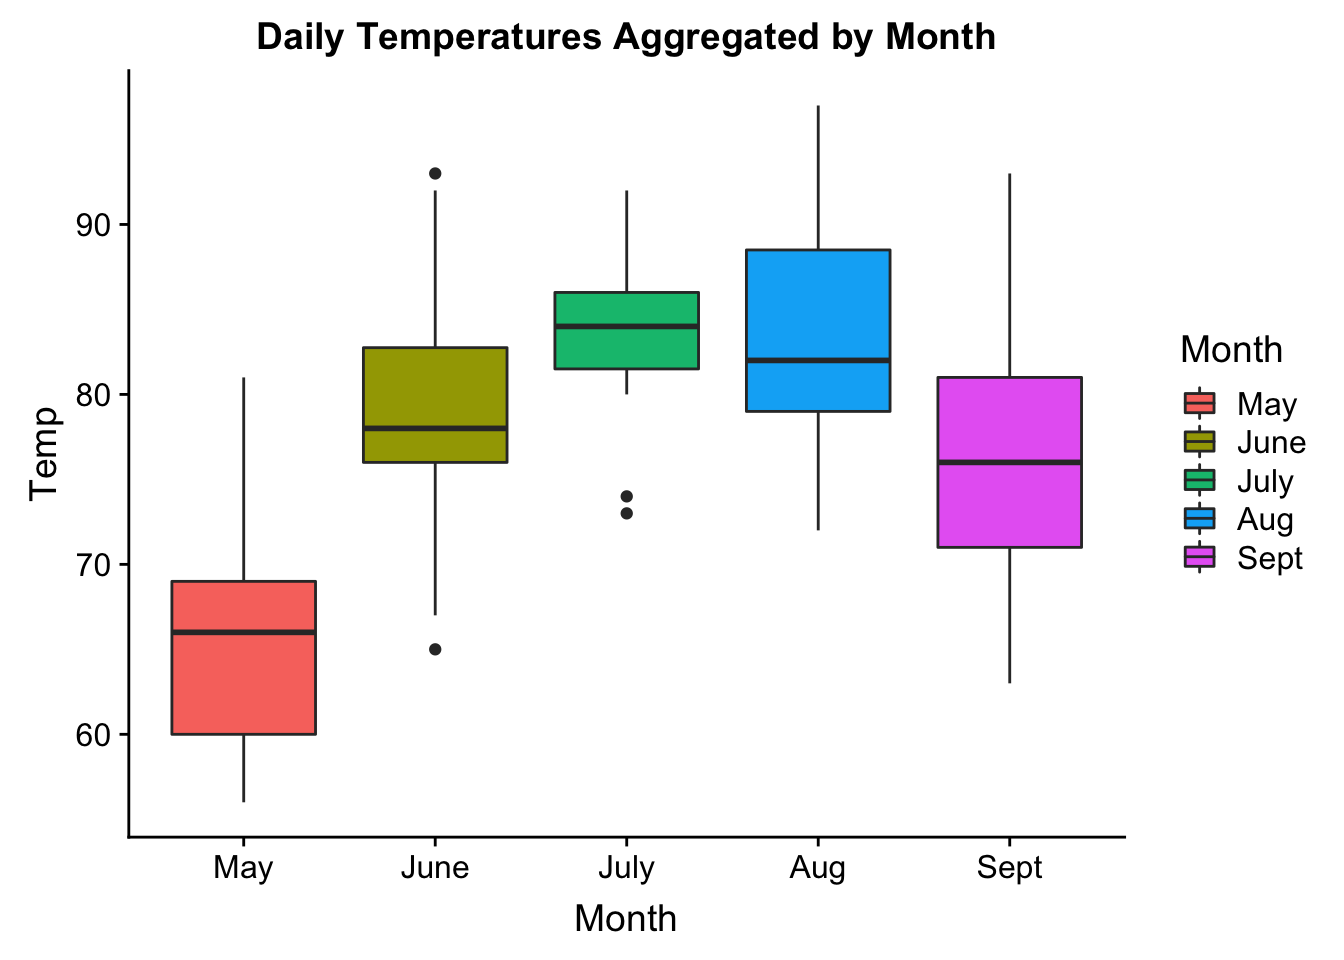 Daily Temperatures Aggregated by Month
Temp
90
80
70
60
May June July Aug Sept
Month
Month
May
June
July
Aug
Sept